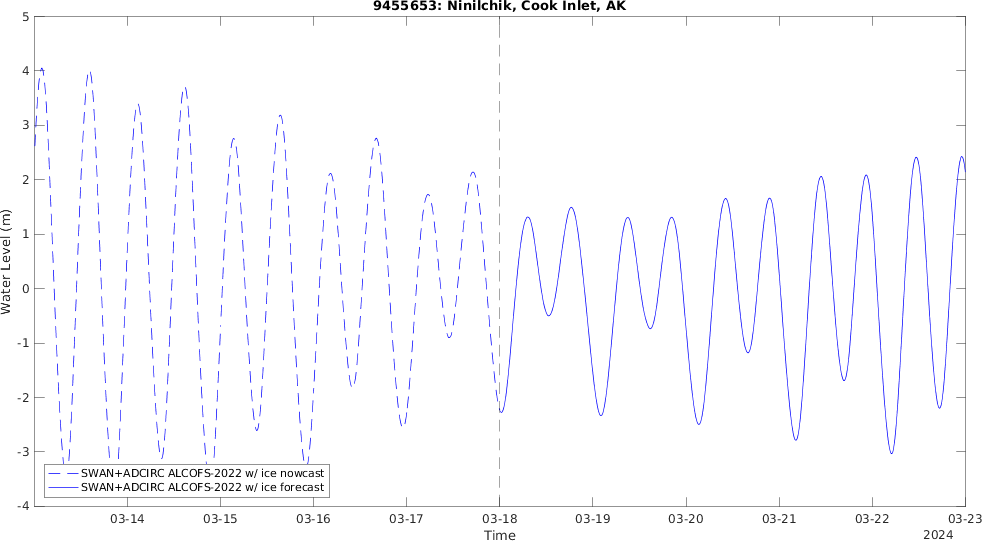 9455653: Ninilchik, Cook Inlet, AK
5
4
3
2
1
0
-1
-2
-3
-4
Water Level (m)
SWAN+ADCIRC ALCOFS-2022 w/ ice nowcast
SWAN+ADCIRC ALCOFS-2022 w/ ice forecast
03-14 03-15 03-16 03-17 03-18 03-19 03-20 03-21 03-22 03-23
Time
2024